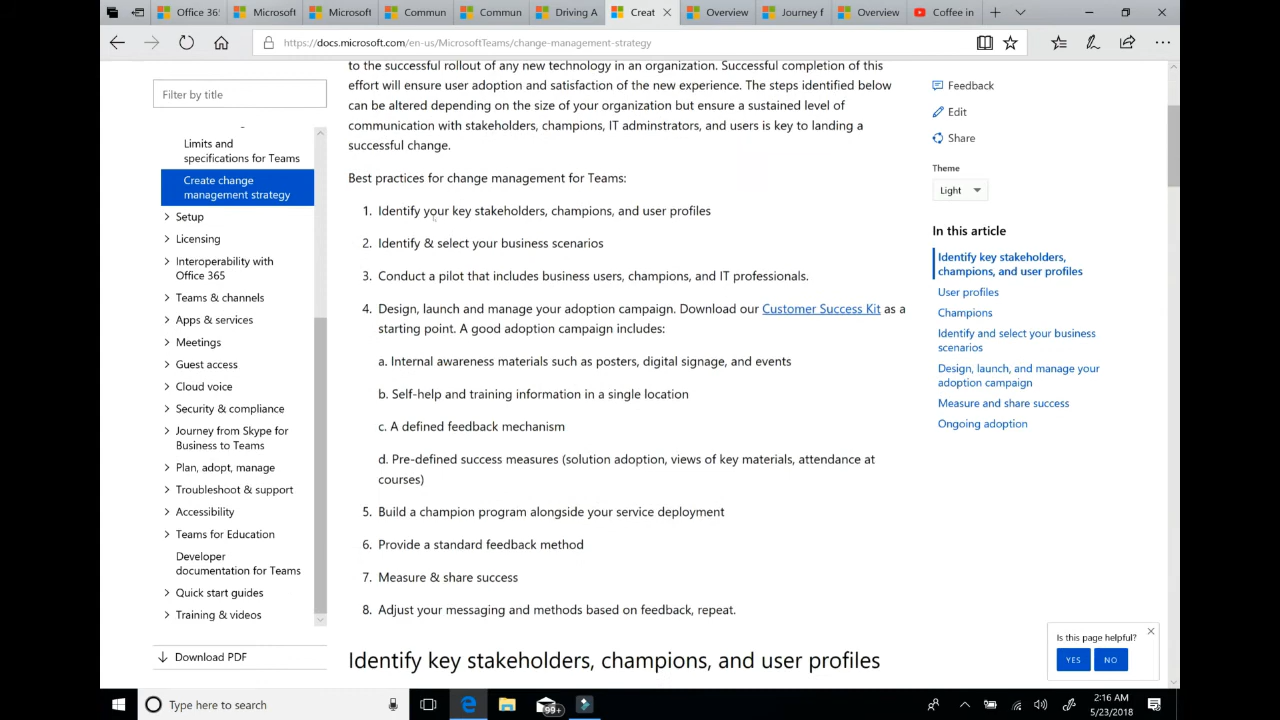 Office 365
Microsoft
Microsoft
Commun
Commun
Driving A
Creat
Overview
Journey f
Overview
Coffee in
https://docs.microsoft.com/en-us/MicrosoftTeams/change-management-strategy
Filter by title
Limits and
specifications for Teams
Create change
management strategy
Setup
Licensing
Interoperability with
Office 365
Teams & channels
Apps & services
Meetings
Guest access
Cloud voice
Security & compliance
Journey from Skype for
Business to Teams
Plan, adopt, manage
Troubleshoot & support
Accessibility
Teams for Education
Developer
documentation for Teams
Quick start guides
Training & videos
Download PDF
to the successful rollout of any new technology in an organization. Successful completion of this
effort will ensure user adoption and satisfaction of the new experience. The steps identified below
can be altered depending on the size of your organization but ensure a sustained level of
communication with stakeholders, champions, IT adminstrators, and users is key to landing a
successful change.
Best practices for change management for Teams:
1. Identify your key stakeholders, champions, and user profiles
2. Identify & select your business scenarios
3. Conduct a pilot that includes business users, champions, and IT professionals.
4. Design, launch and manage your adoption campaign. Download our Customer Success Kit as a
starting point. A good adoption campaign includes:
a. Internal awareness materials such as posters, digital signage, and events
b. Self-help and training information in a single location
c. A defined feedback mechanism
d. Pre-defined success measures (solution adoption, views of key materials, attendance at
courses)
5. Build a champion program alongside your service deployment
6. Provide a standard feedback method
7. Measure & share success
8. Adjust your messaging and methods based on feedback, repeat.
Identify key stakeholders, champions, and user profiles
Feedback
Edit
Share
Theme
Light
In this article
Identify key stakeholders,
champions, and user profiles
User profiles
Champions
Identify and select your business
scenarios
Design, launch, and manage your
adoption campaign
Measure and share success
Ongoing adoption
Is this page helpful?
YES
NO
Type here to search
99+
2:16 AM
5/23/2018